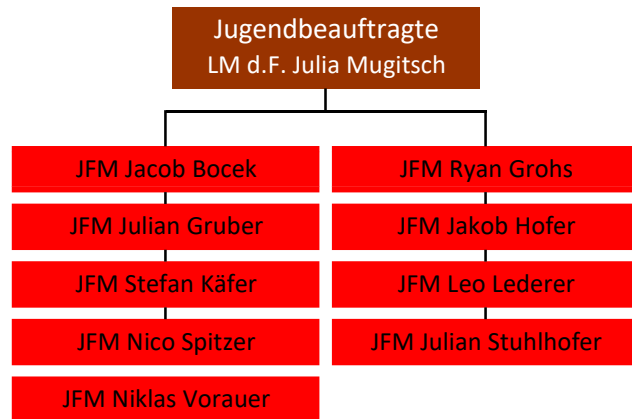 Jugendbeauftragte
LM d.F. Julia Mugitsch
JFM Jacob Bocek
JFM Ryan Grohs
JFM Julian Gruber
JFM Jakob Hofer
JFM Stefan Käfer
JFM Leo Lederer
JFM Nico Spitzer
JFM Julian Stuhlhofer
JFM Niklas Vorauer